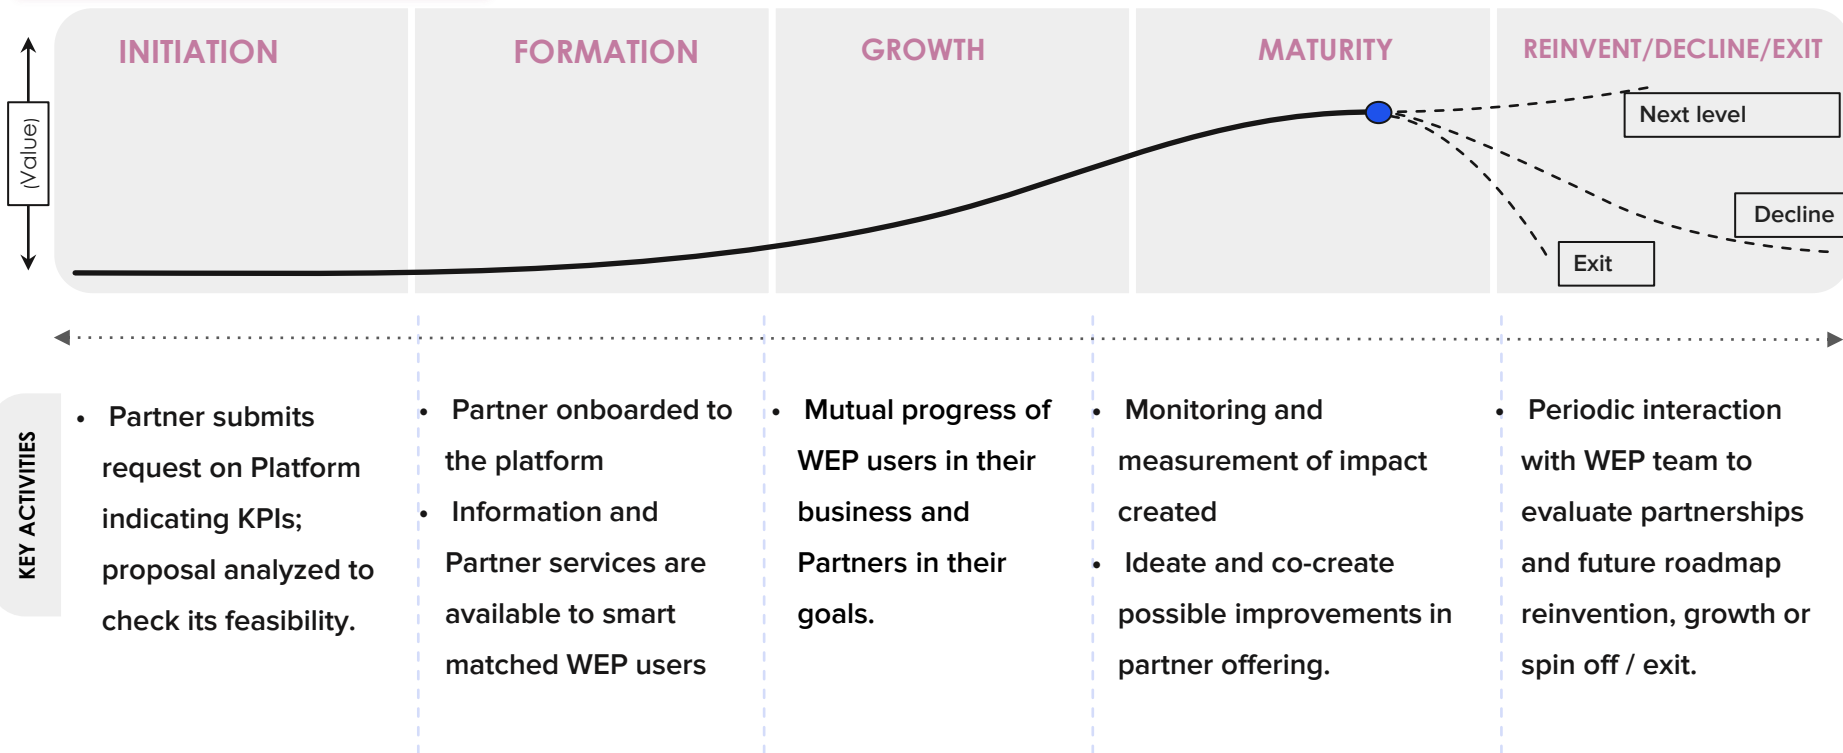 INITIATION
FORMATION
GROWTH
MATURITY
REINVENT/DECLINE/EXIT
(Value)
Next level
Decline
Exit
KEY ACTIVITIES
• Partner submits
request on Platform
indicating KPIs;
proposal analyzed to
check its feasibility.
• Partner onboarded to
the platform
• Information and
Partner services are
available to smart
matched WEP users
• Mutual progress of
WEP users in their
business and
Partners in their
goals.
• Monitoring and
measurement of impact
created
• Ideate and co-create
possible improvements in
partner offering.
• Periodic interaction
with WEP team to
evaluate partnerships
and future roadmap
reinvention, growth or
spin off / exit.